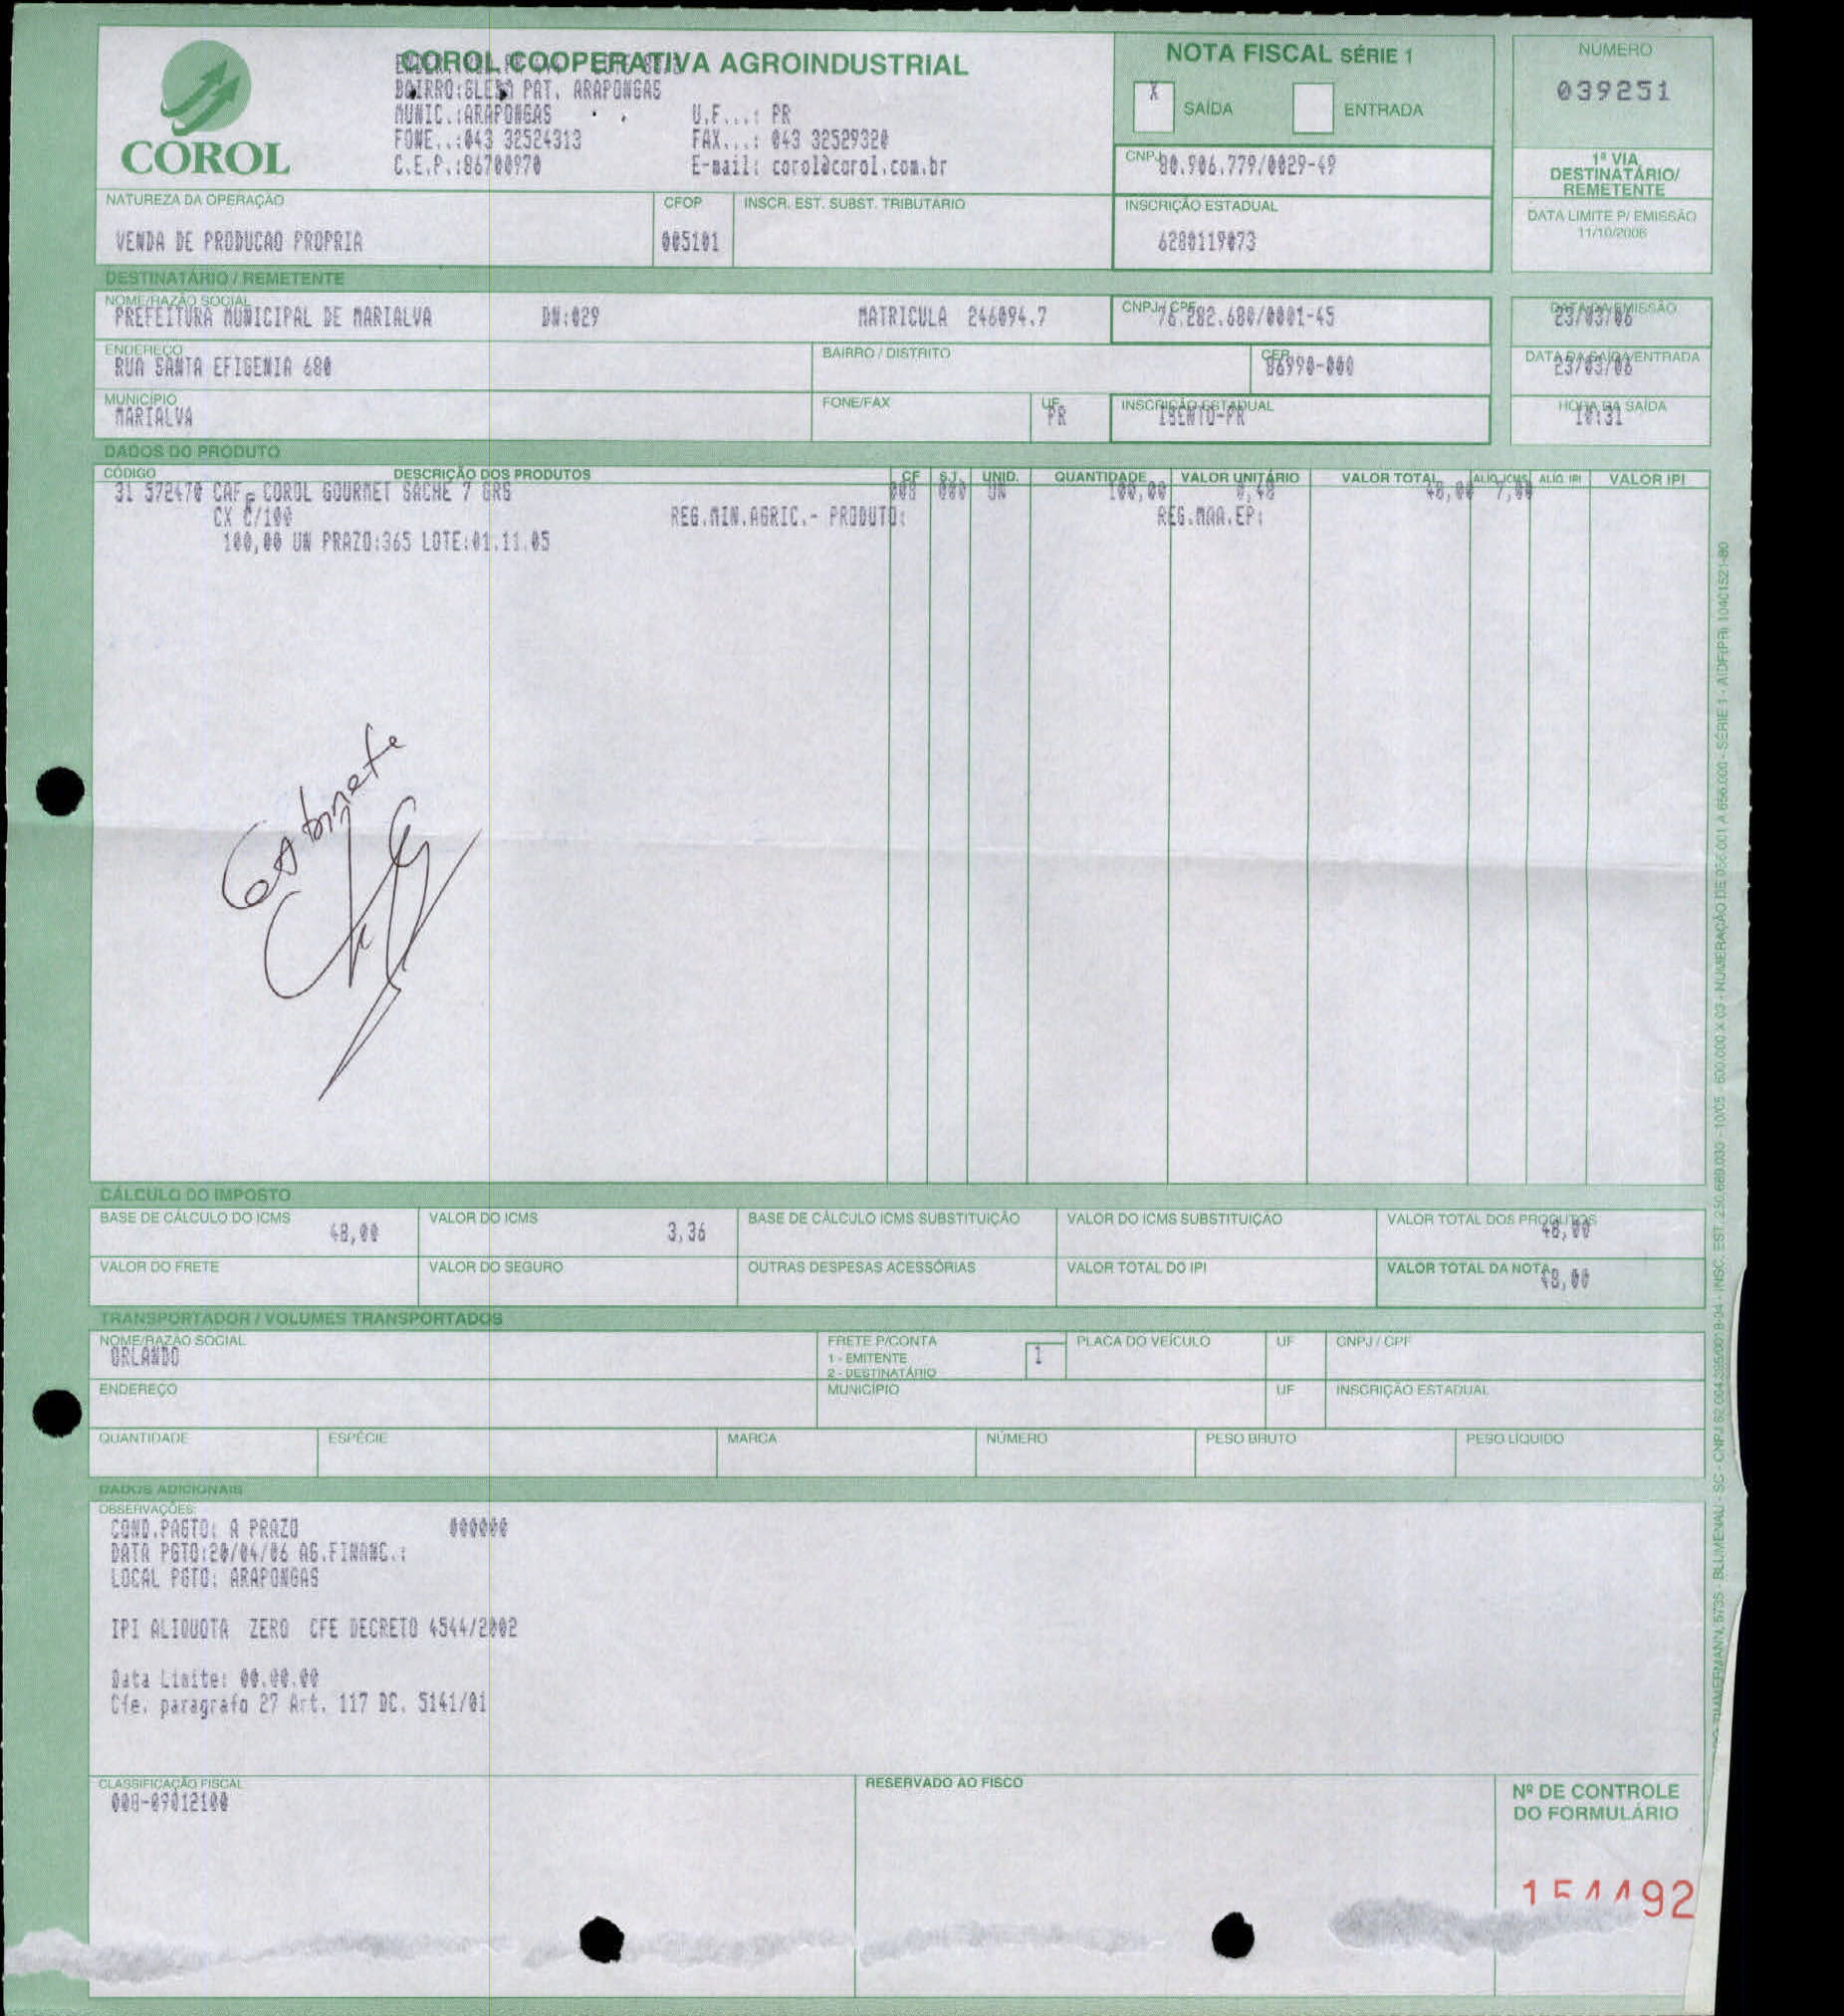 COROL COOPERATIVA AGROINDUSTRIAL
BAIRRO:GLEBA PAT. ARAPONGAS
MUNIC.:ARAPONGAS U.F...: PR
FONE..:043 32524313 FAX...: 043 32529320
C.E.P.:86700970 E-mail: corol@corol.com.br
COROL
NOTA FISCAL SÉRIE 1
X SAÍDA ENTRADA
NÚMERO
039251
CNPJ 80.906.779/0029-49
1ª VIA
DESTINATÁRIO/
REMETENTE
NATUREZA DA OPERAÇÃO CFOP INSCR. EST. SUBST. TRIBUTÁRIO INSCRIÇÃO ESTADUAL
VENDA DE PRODUCAO PROPRIA 005101 6280119073
DATA LIMITE P/ EMISSÃO
11/10/2006
DESTINATÁRIO / REMETENTE
NOME/RAZÃO SOCIAL CNPJ / CPF DATA DA EMISSÃO
PREFEITURA MUNICIPAL DE MARIALVA DN:029 MATRICULA 246094.7 76.282.680/0001-45 23/03/06
ENDEREÇO BAIRRO / DISTRITO CEP DATA DA SAÍDA/ENTRADA
RUA SANTA EFIGENIA 680 86990-000 23/03/06
MUNICÍPIO FONE/FAX UF INSCRIÇÃO ESTADUAL HORA DA SAÍDA
MARIALVA PR ISENTO-PR 10:31
DADOS DO PRODUTO
CÓDIGO DESCRIÇÃO DOS PRODUTOS CF S.T. UNID. QUANTIDADE VALOR UNITÁRIO VALOR TOTAL ALÍQ.ICMS ALÍQ. IPI VALOR IPI
31 572470 CAF COROL GOURMET SACHE 7 GRS 008 000 UN 100,00 0,48 48,00 7,00
CX C/100 REG.MIN.AGRIC.- PRODUTO: REG.MAA.EP:
100,00 UN PRAZO:365 LOTE:01.11.05
Gabinete
CÁLCULO DO IMPOSTO
BASE DE CÁLCULO DO ICMS VALOR DO ICMS BASE DE CÁLCULO ICMS SUBSTITUIÇÃO VALOR DO ICMS SUBSTITUIÇÃO VALOR TOTAL DOS PRODUTOS
48,00 3,36 48,00
VALOR DO FRETE VALOR DO SEGURO OUTRAS DESPESAS ACESSÓRIAS VALOR TOTAL DO IPI VALOR TOTAL DA NOTA
48,00
TRANSPORTADOR / VOLUMES TRANSPORTADOS
NOME/RAZÃO SOCIAL FRETE P/CONTA PLACA DO VEÍCULO UF CNPJ / CPF
ORLANDO 1 - EMITENTE 1
2 - DESTINATÁRIO
ENDEREÇO MUNICÍPIO UF INSCRIÇÃO ESTADUAL
QUANTIDADE ESPÉCIE MARCA NÚMERO PESO BRUTO PESO LÍQUIDO
DADOS ADICIONAIS
OBSERVAÇÕES:
COND.PAGTO: A PRAZO 000000
DATA PGTO:20/04/06 AG.FINANC.:
LOCAL PGTO: ARAPONGAS
IPI ALIQUOTA ZERO CFE DECRETO 4544/2002
Data Limite: 00.00.00
Cfe. paragrafo 27 Art. 117 DC. 5141/01
CLASSIFICAÇÃO FISCAL RESERVADO AO FISCO Nº DE CONTROLE
008-09012100 DO FORMULÁRIO
154492